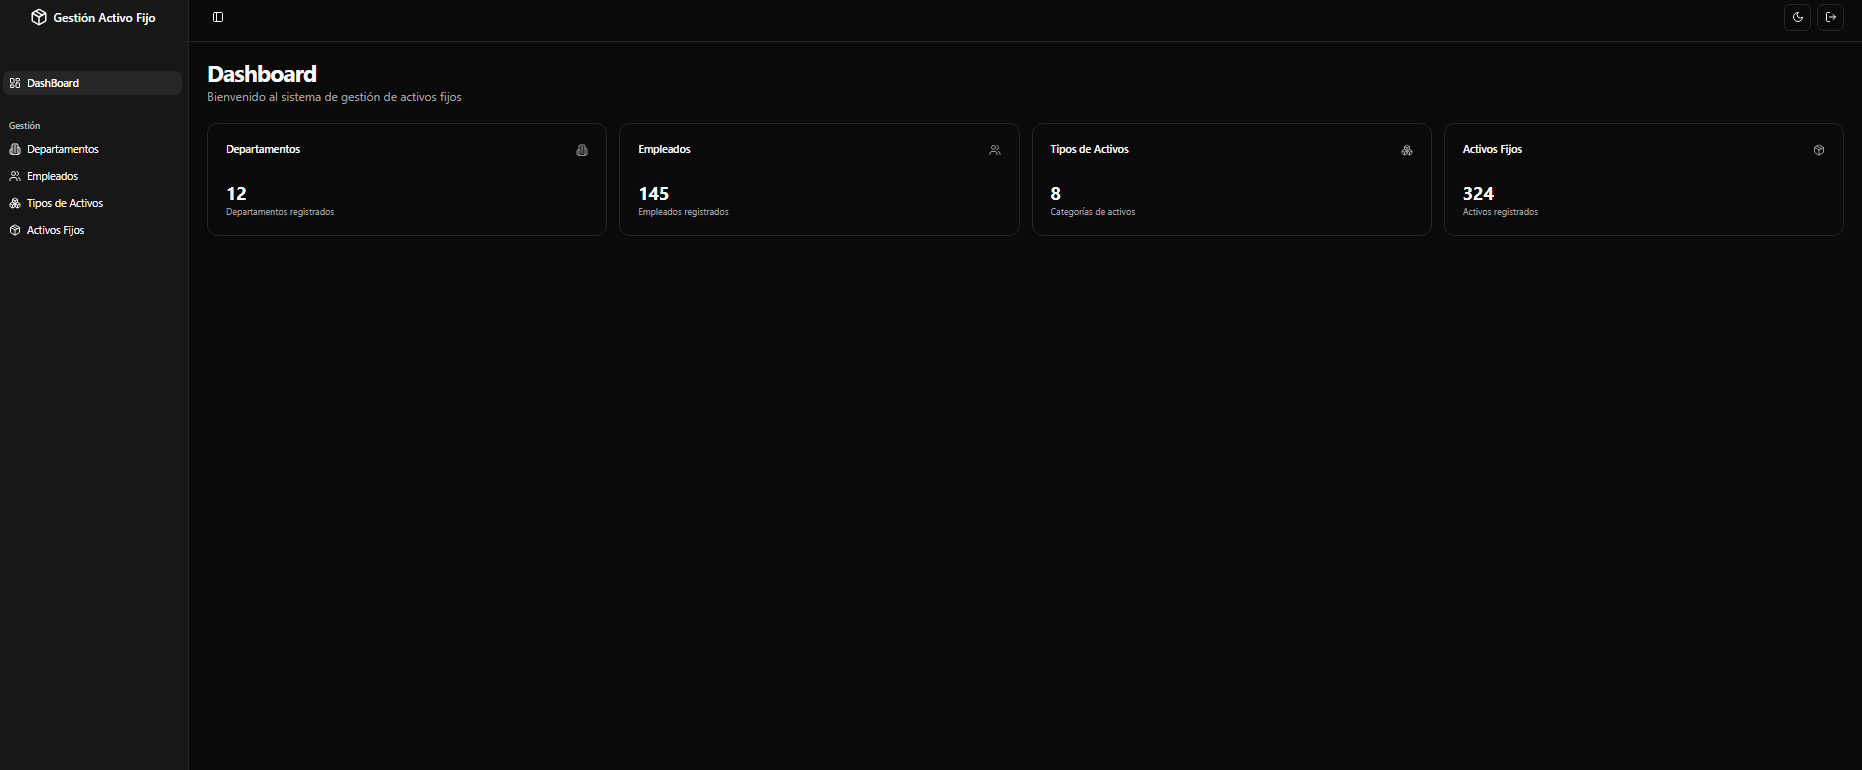 Gestión Activo Fijo
DashBoard
Gestión
Departamentos
Empleados
Tipos de Activos
Activos Fijos
Dashboard
Bienvenido al sistema de gestión de activos fijos
Departamentos
12
Departamentos registrados
Empleados
145
Empleados registrados
Tipos de Activos
8
Categorías de activos
Activos Fijos
324
Activos registrados